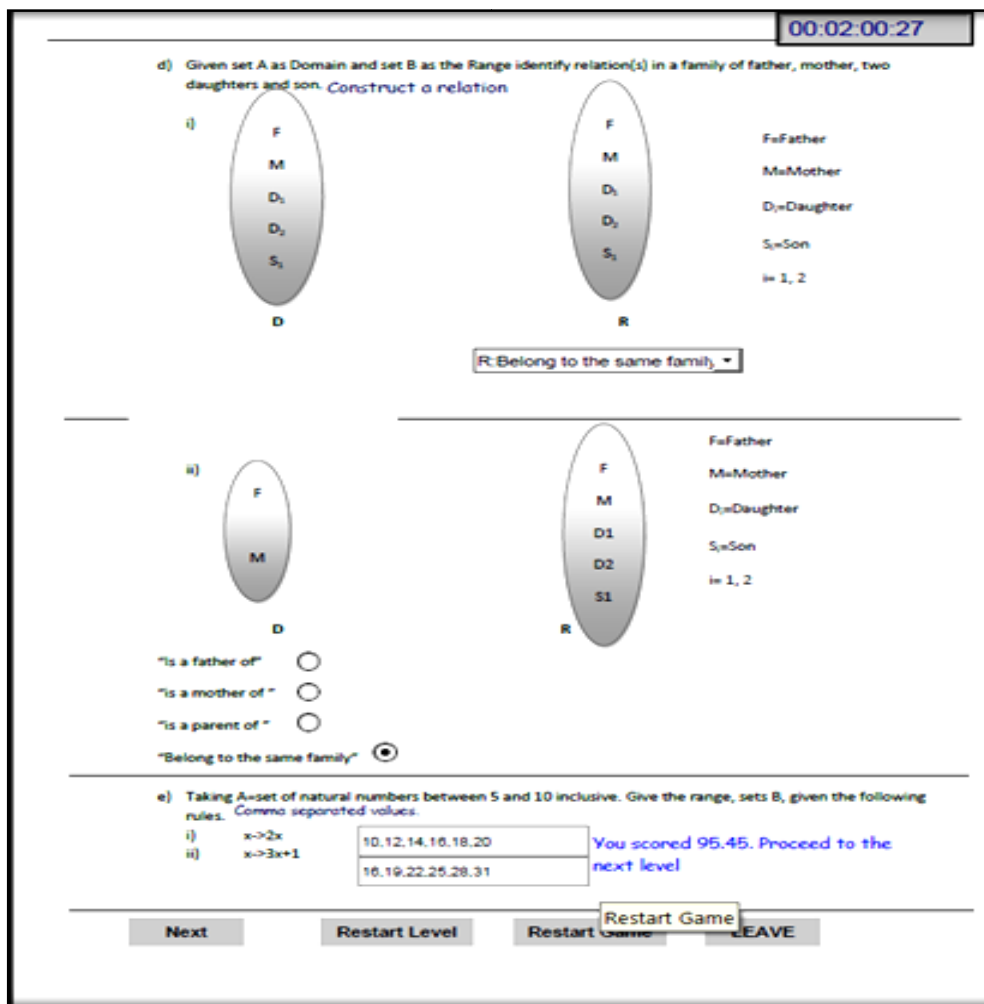 00:02:00:27
d) Given set A as Domain and set B as the Range identify relation(s) in a family of father, mother, two
daughters and son. Construct a relation
i)
F
M
D₁
D₂
S₁
D
F
M
D₁
D₂
S₁
R
F=Father
M=Mother
Dᵢ=Daughter
Sᵢ=Son
i= 1, 2
R:Belong to the same family
ii)
F
M
D
F
M
D1
D2
S1
R
F=Father
M=Mother
Dᵢ=Daughter
Sᵢ=Son
i= 1, 2
"Is a father of"
"is a mother of "
"is a parent of "
"Belong to the same family"
e) Taking A=set of natural numbers between 5 and 10 inclusive. Give the range, sets B, given the following
rules. Comma separated values.
i) x->2x 10,12,14,16,18,20
ii) x->3x+1 16,19,22,25,28,31
You scored 95.45. Proceed to the
next level
Next Restart Level Restart Game LEAVE
Restart Game